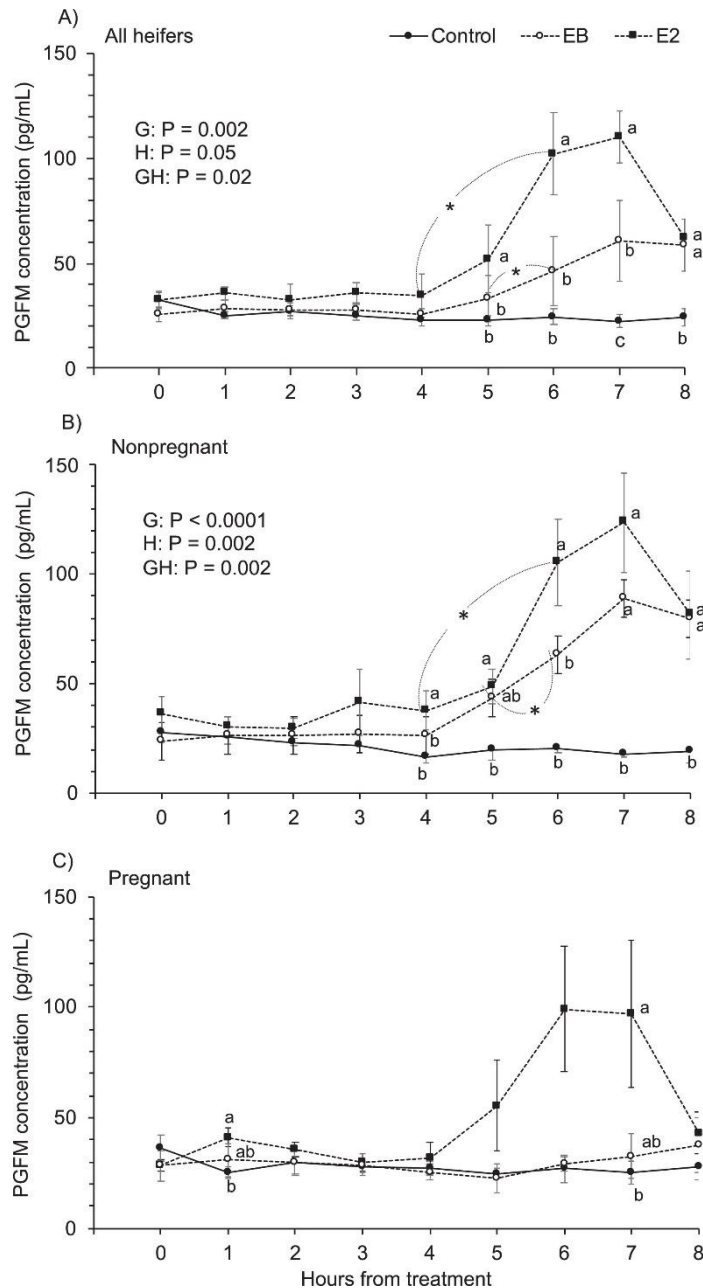 A)
All heifers
Control EB E2
PGFM concentration (pg/mL)
150
100
50
0
G: P = 0.002
H: P = 0.05
GH: P = 0.02
*
*
a a a a
a
b b b
b b c b
0 1 2 3 4 5 6 7 8
B)
Nonpregnant
PGFM concentration (pg/mL)
150
100
50
0
G: P < 0.0001
H: P = 0.002
GH: P = 0.002
*
*
a a a a a
b ab b a a
b b b b b
0 1 2 3 4 5 6 7 8
C)
Pregnant
PGFM concentration (pg/mL)
150
100
50
0
a a
ab ab
b b
0 1 2 3 4 5 6 7 8
Hours from treatment